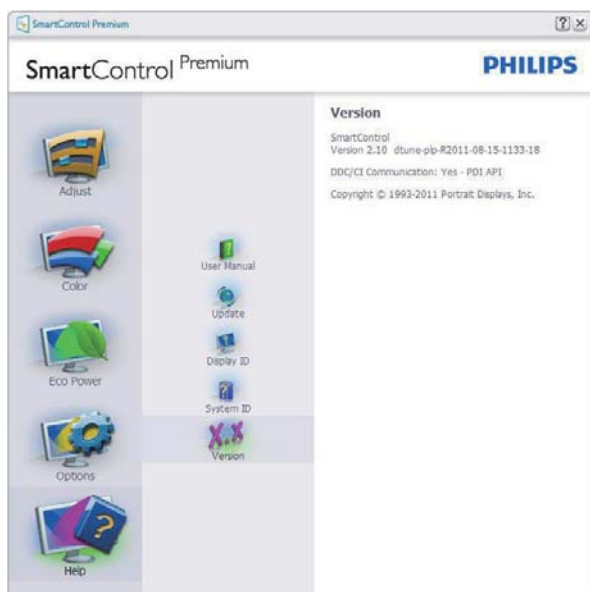 SmartControl Premium
SmartControl Premium
PHILIPS
Adjust
Color
Eco Power
Options
Help
User Manual
Update
Display ID
System ID
X.X
Version
Version
SmartControl
Version 2.10 dtune-plp-R2011-08-15-1133-18
DDC/CI Communication: Yes - PDI API
Copyright © 1993-2011 Portrait Displays, Inc.